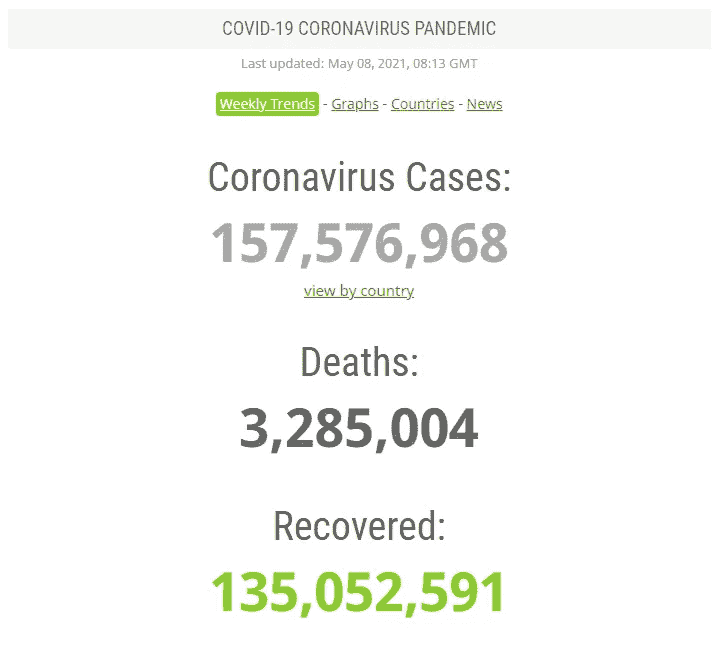 COVID-19 CORONAVIRUS PANDEMIC
Last updated: May 08, 2021, 08:13 GMT
Weekly Trends - Graphs - Countries - News
Coronavirus Cases:
157,576,968
view by country
Deaths:
3,285,004
Recovered:
135,052,591